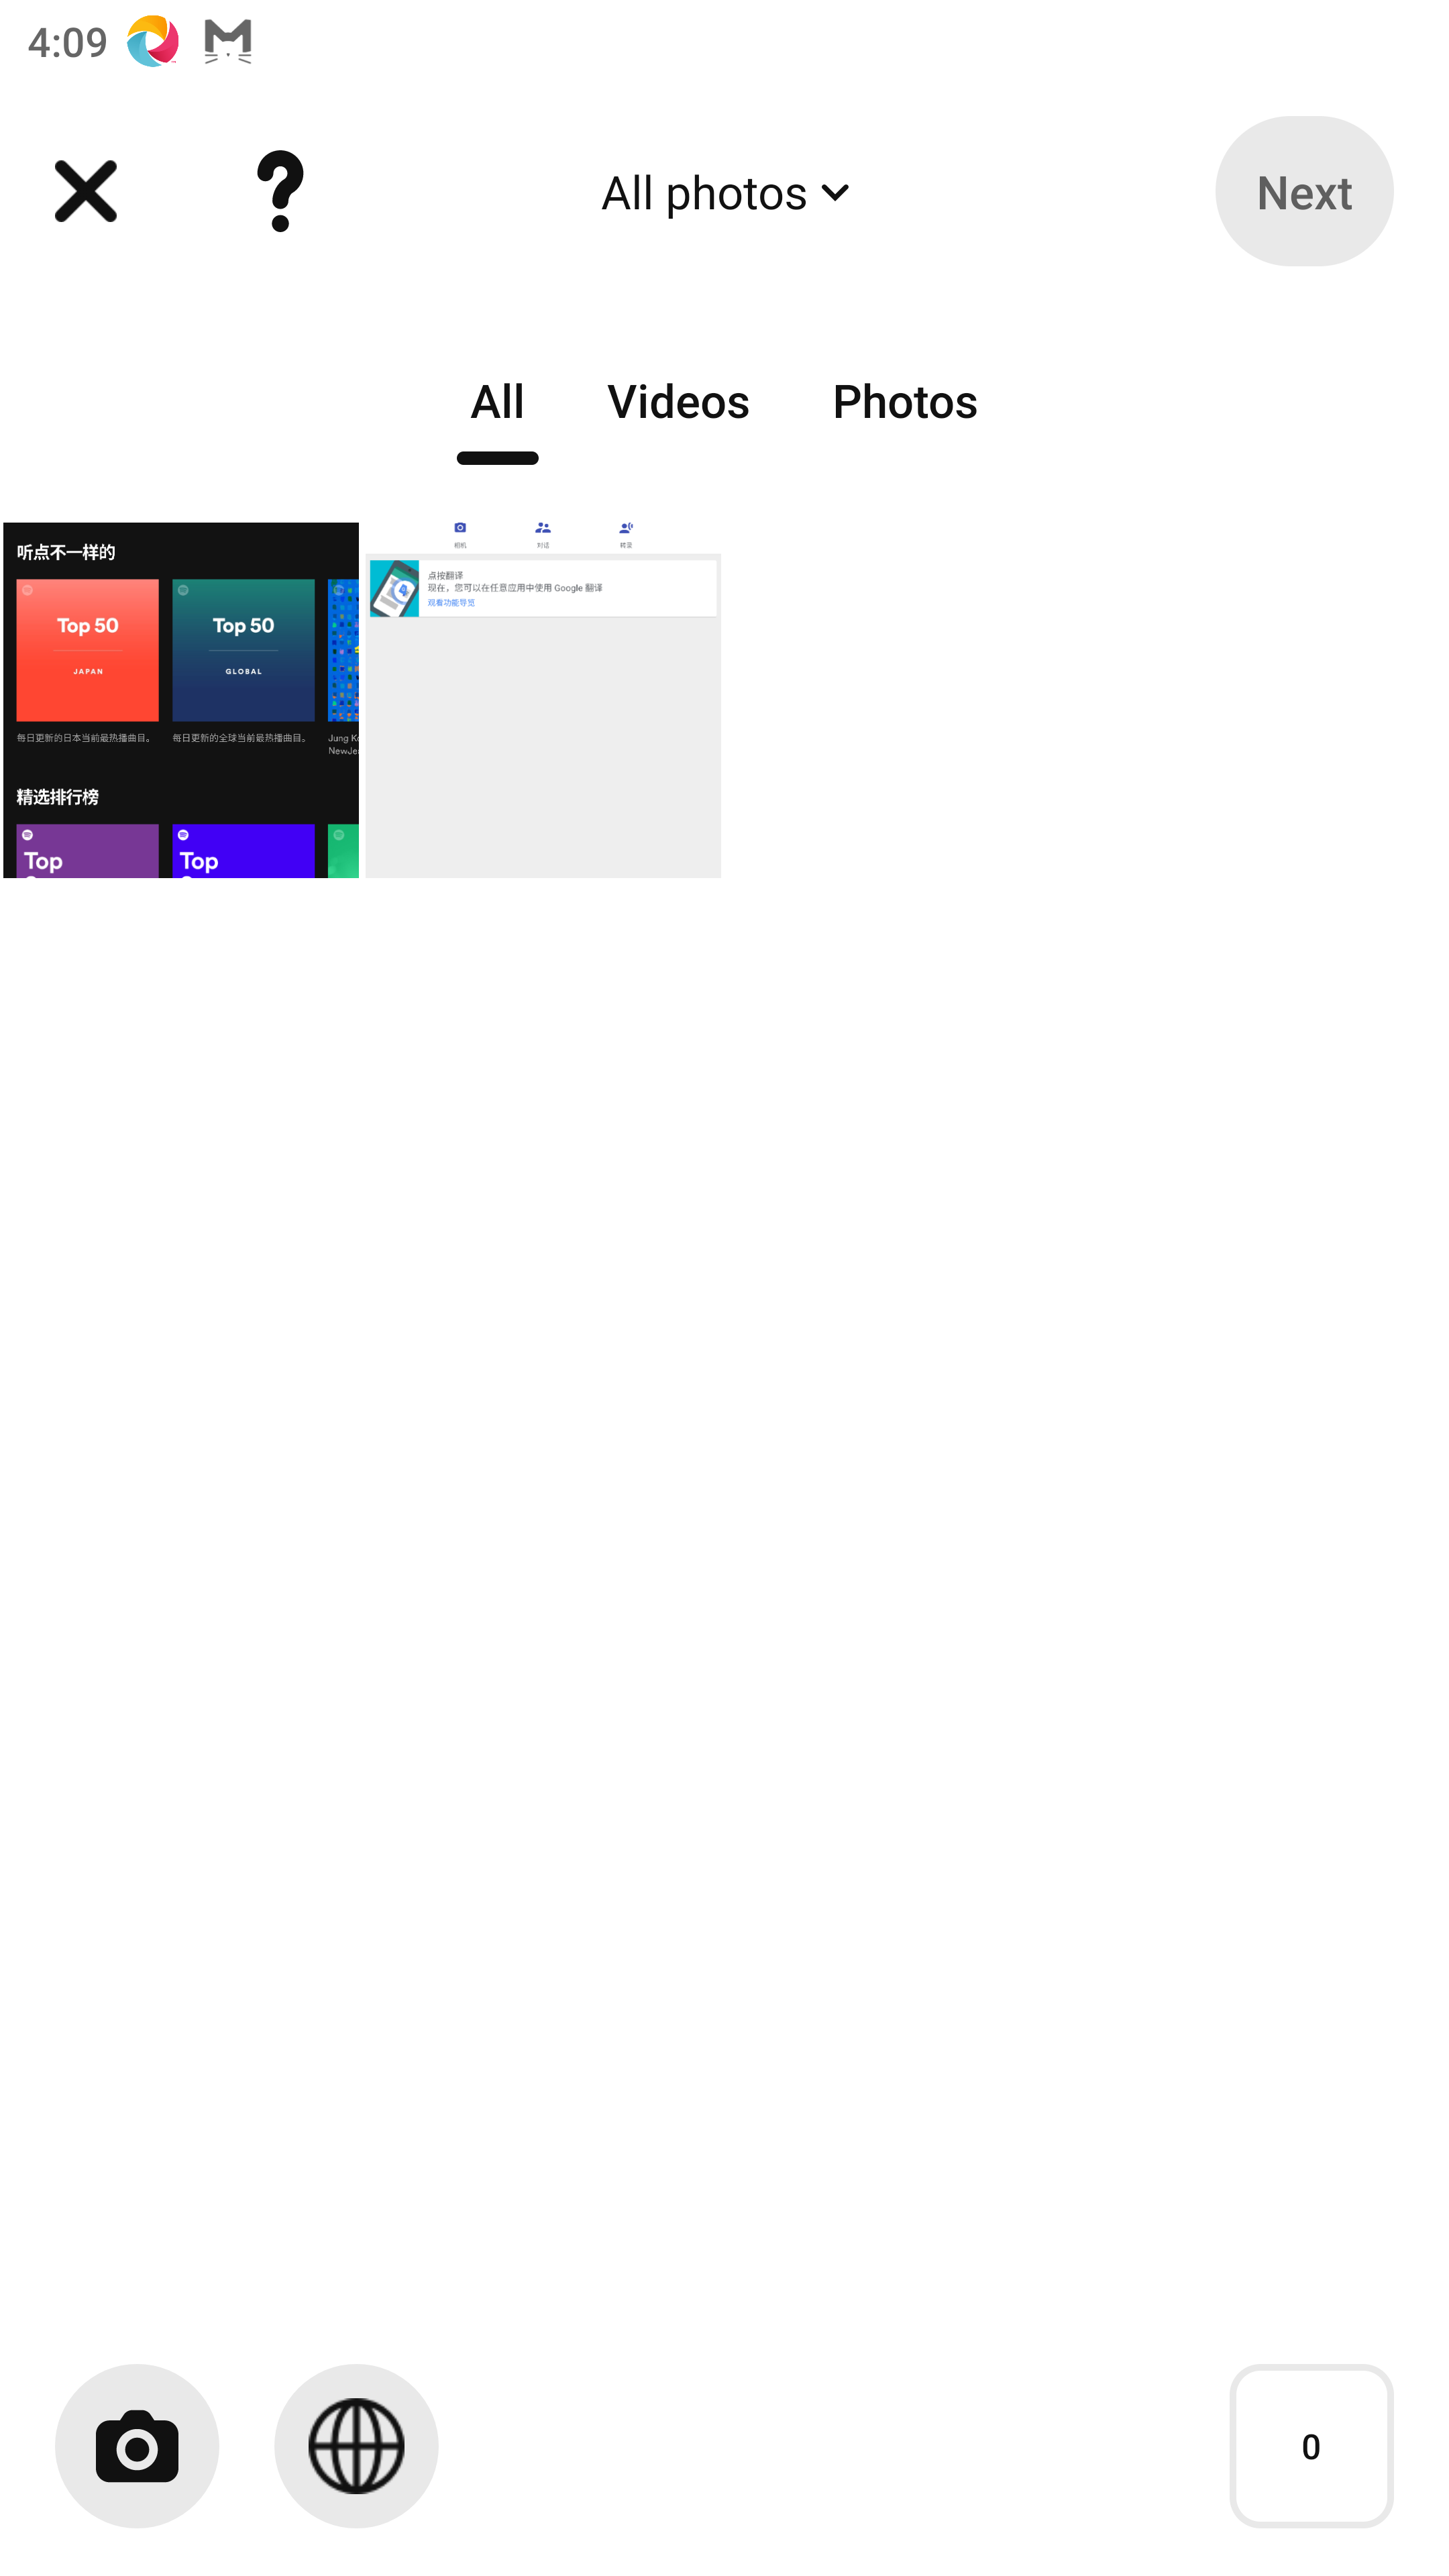 4:09
All photos
Next
All
Videos
Photos
听点不一样的
Top 50
JAPAN
Top 50
GLOBAL
每日更新的日本当前最热播曲目。
每日更新的全球当前最热播曲目。
Jung
NewJe
精选排行榜
Top
Top
相机
对话
转录
点按翻译
现在，您可以在任意应用中使用 Google 翻译
观看功能导览
0